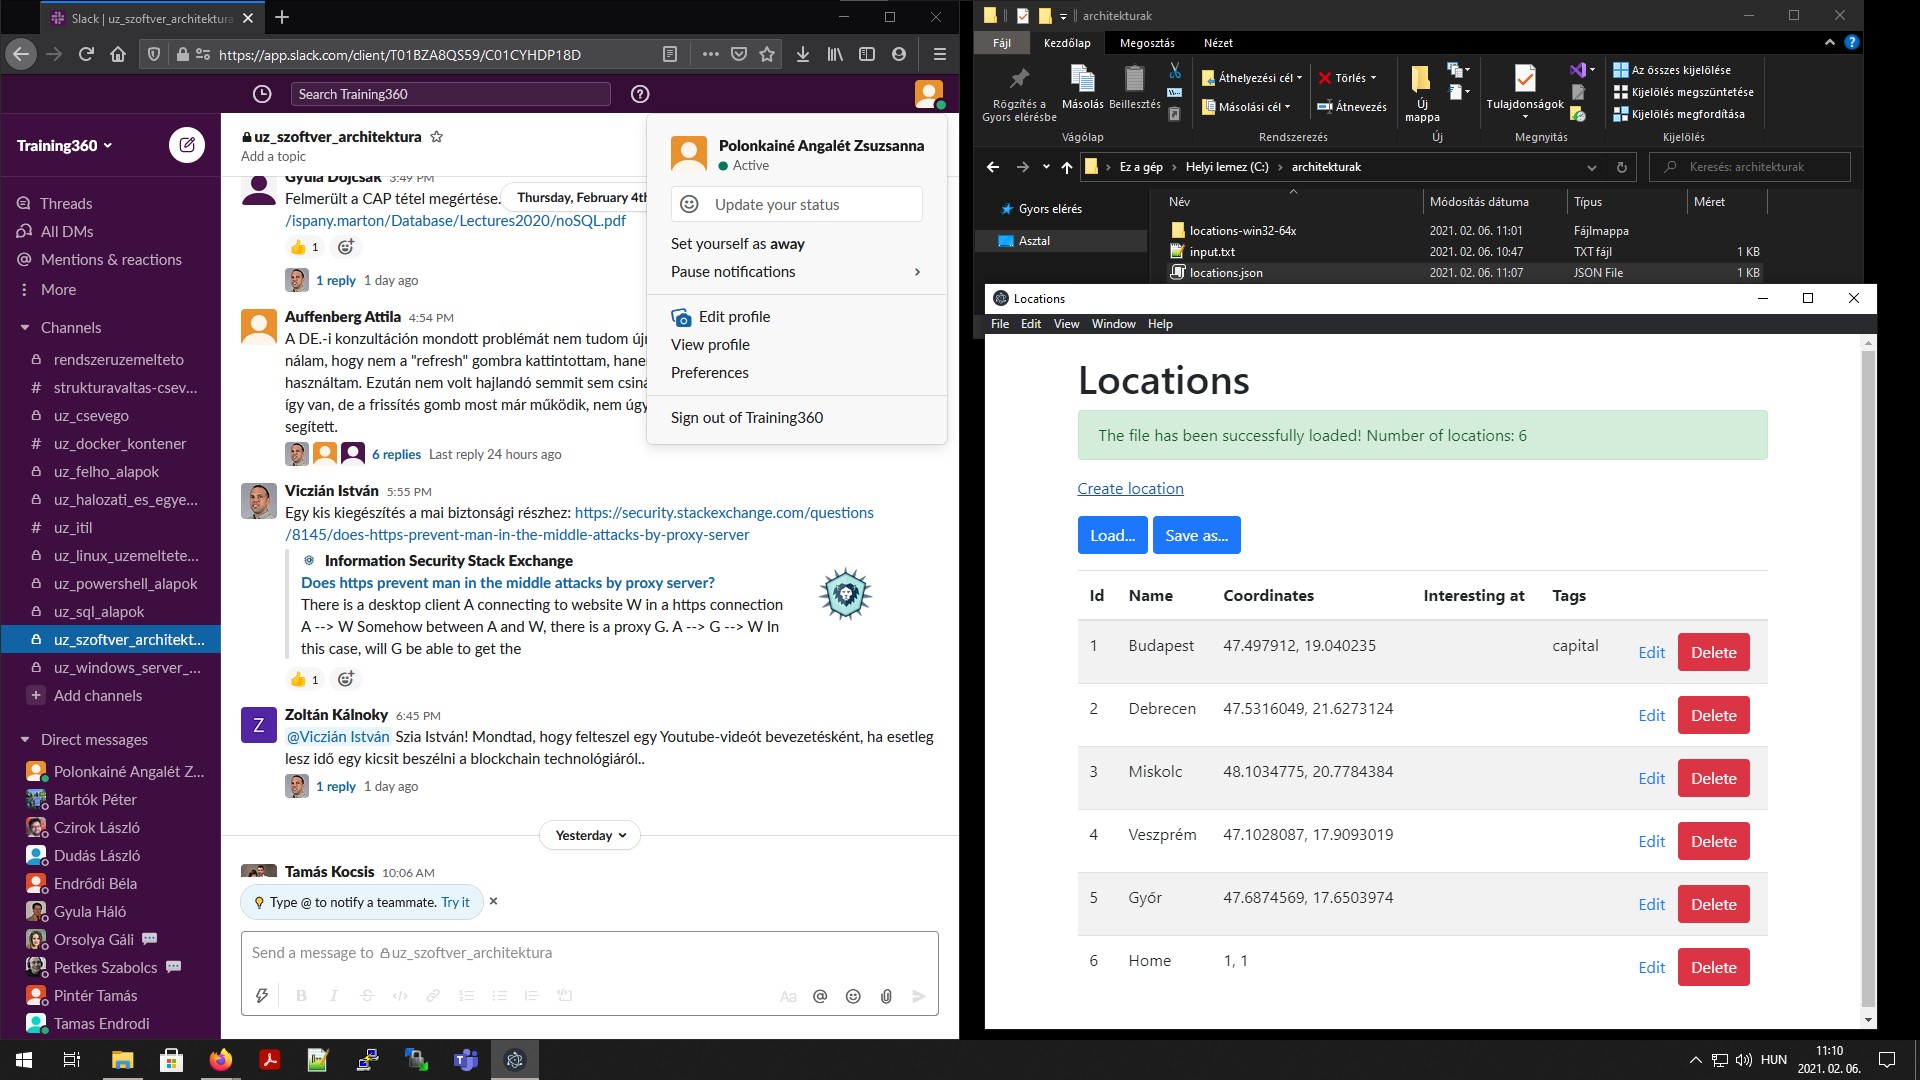 Slack | uz_szoftver_architektura
https://app.slack.com/client/T01BZA8QS59/C01CYHDP18D
Search Training360
Training360
Threads
All DMs
Mentions & reactions
More
Channels
rendszeruzemelteto
strukturavaltas-csev...
uz_csevego
uz_docker_kontener
uz_felho_alapok
uz_halozati_es_egye...
uz_itil
uz_linux_uzemeltete...
uz_powershell_alapok
uz_sql_alapok
uz_szoftver_architekt...
uz_windows_server_...
Add channels
Direct messages
Polonkainé Angalét Z...
Bartók Péter
Czirok László
Dudás László
Endrődi Béla
Gyula Háló
Orsolya Gáli
Petkes Szabolcs
Pintér Tamás
Tamas Endrodi
uz_szoftver_architektura
Add a topic
Gyula Dojcsák 3:49 PM
Thursday, February 4th
Felmerült a CAP tétel megértése.
/ispany.marton/Database/Lectures2020/noSQL.pdf
1
1 reply 1 day ago
Auffenberg Attila 4:54 PM
A DE.-i konzultáción mondott problémát nem tudom újr
nálam, hogy nem a "refresh" gombra kattintottam, hane
használtam. Ezután nem volt hajlandó semmit sem csiná
így van, de a frissítés gomb most már működik, nem úgy
segített.
6 replies Last reply 24 hours ago
Viczián István 5:55 PM
Egy kis kiegészítés a mai biztonsági részhez: https://security.stackexchange.com/questions
/8145/does-https-prevent-man-in-the-middle-attacks-by-proxy-server
Information Security Stack Exchange
Does https prevent man in the middle attacks by proxy server?
There is a desktop client A connecting to website W in a https connection
A --> W Somehow between A and W, there is a proxy G. A --> G --> W In
this case, will G be able to get the
1
Z
Zoltán Kálnoky 6:45 PM
@Viczián István Szia István! Mondtad, hogy felteszel egy Youtube-videót bevezetésként, ha esetleg
lesz idő egy kicsit beszélni a blockchain technológiáról..
1 reply 1 day ago
Yesterday
Tamás Kocsis 10:06 AM
Type @ to notify a teammate. Try it
Send a message to uz_szoftver_architektura
Aa
Polonkainé Angalét Zsuzsanna
Active
Update your status
Set yourself as away
Pause notifications
Edit profile
View profile
Preferences
Sign out of Training360
architekturak
Fájl Kezdőlap Megosztás Nézet
Rögzítés a
Gyors elérésbe
Másolás
Beillesztés
Vágólap
Áthelyezési cél
Másolási cél
Törlés
Átnevezés
Rendszerezés
Új
mappa
Új
Tulajdonságok
Megnyitás
Az összes kijelölése
Kijelölés megszüntetése
Kijelölés megfordítása
Kijelölés
Ez a gép Helyi lemez (C:) architekturak
Keresés: architekturak
Gyors elérés
Asztal
Név Módosítás dátuma Típus Méret
locations-win32-64x 2021. 02. 06. 11:01 Fájlmappa
input.txt 2021. 02. 06. 10:47 TXT fájl 1 KB
locations.json 2021. 02. 06. 11:07 JSON File 1 KB
Locations
File Edit View Window Help
Locations
The file has been successfully loaded! Number of locations: 6
Create location
Load... Save as...
Id Name Coordinates Interesting at Tags
1 Budapest 47.497912, 19.040235 capital Edit Delete
2 Debrecen 47.5316049, 21.6273124 Edit Delete
3 Miskolc 48.1034775, 20.7784384 Edit Delete
4 Veszprém 47.1028087, 17.9093019 Edit Delete
5 Győr 47.6874569, 17.6503974 Edit Delete
6 Home 1, 1 Edit Delete
HUN
11:10
2021. 02. 06.